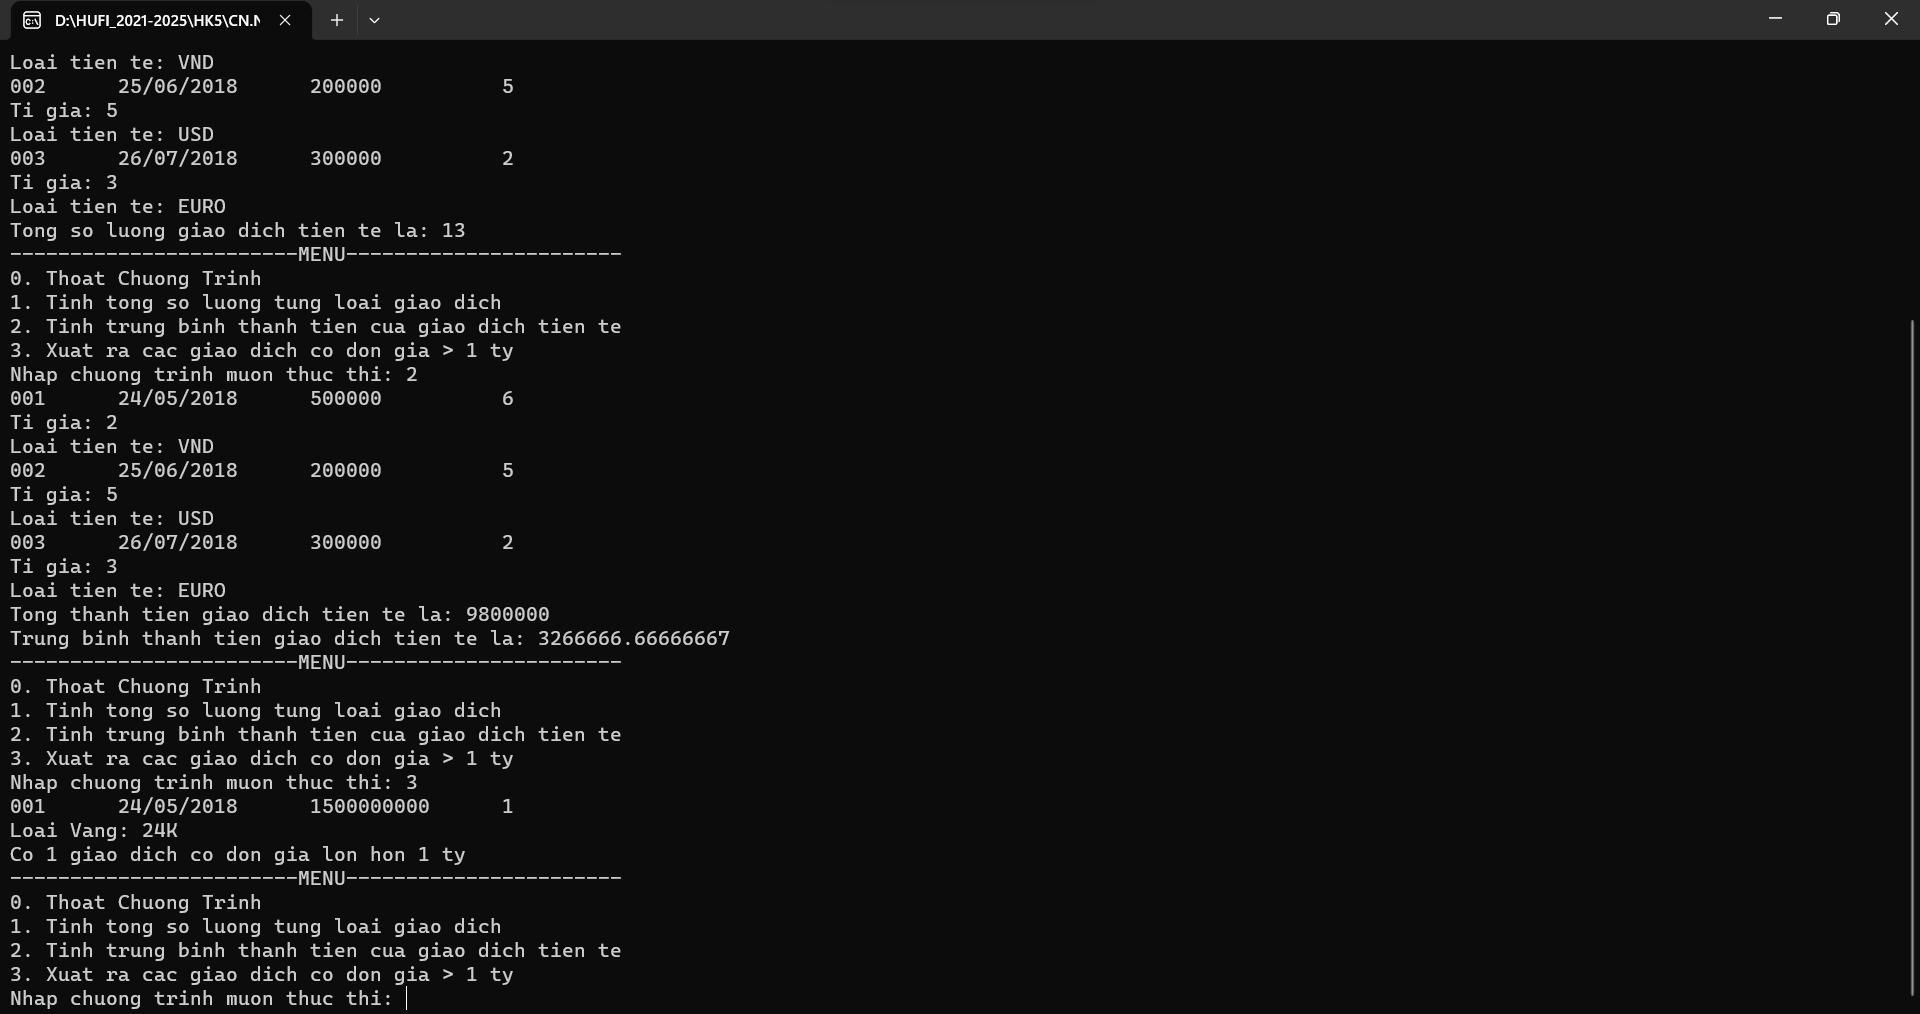 D:\HUFI_2021-2025\HK5\CN.N
Loai tien te: VND
002      25/06/2018      200000          5
Ti gia: 5
Loai tien te: USD
003      26/07/2018      300000          2
Ti gia: 3
Loai tien te: EURO
Tong so luong giao dich tien te la: 13
------------------------MENU-----------------------
0. Thoat Chuong Trinh
1. Tinh tong so luong tung loai giao dich
2. Tinh trung binh thanh tien cua giao dich tien te
3. Xuat ra cac giao dich co don gia > 1 ty
Nhap chuong trinh muon thuc thi: 2
001      24/05/2018      500000          6
Ti gia: 2
Loai tien te: VND
002      25/06/2018      200000          5
Ti gia: 5
Loai tien te: USD
003      26/07/2018      300000          2
Ti gia: 3
Loai tien te: EURO
Tong thanh tien giao dich tien te la: 9800000
Trung binh thanh tien giao dich tien te la: 3266666.66666667
------------------------MENU-----------------------
0. Thoat Chuong Trinh
1. Tinh tong so luong tung loai giao dich
2. Tinh trung binh thanh tien cua giao dich tien te
3. Xuat ra cac giao dich co don gia > 1 ty
Nhap chuong trinh muon thuc thi: 3
001      24/05/2018      1500000000      1
Loai Vang: 24K
Co 1 giao dich co don gia lon hon 1 ty
------------------------MENU-----------------------
0. Thoat Chuong Trinh
1. Tinh tong so luong tung loai giao dich
2. Tinh trung binh thanh tien cua giao dich tien te
3. Xuat ra cac giao dich co don gia > 1 ty
Nhap chuong trinh muon thuc thi: